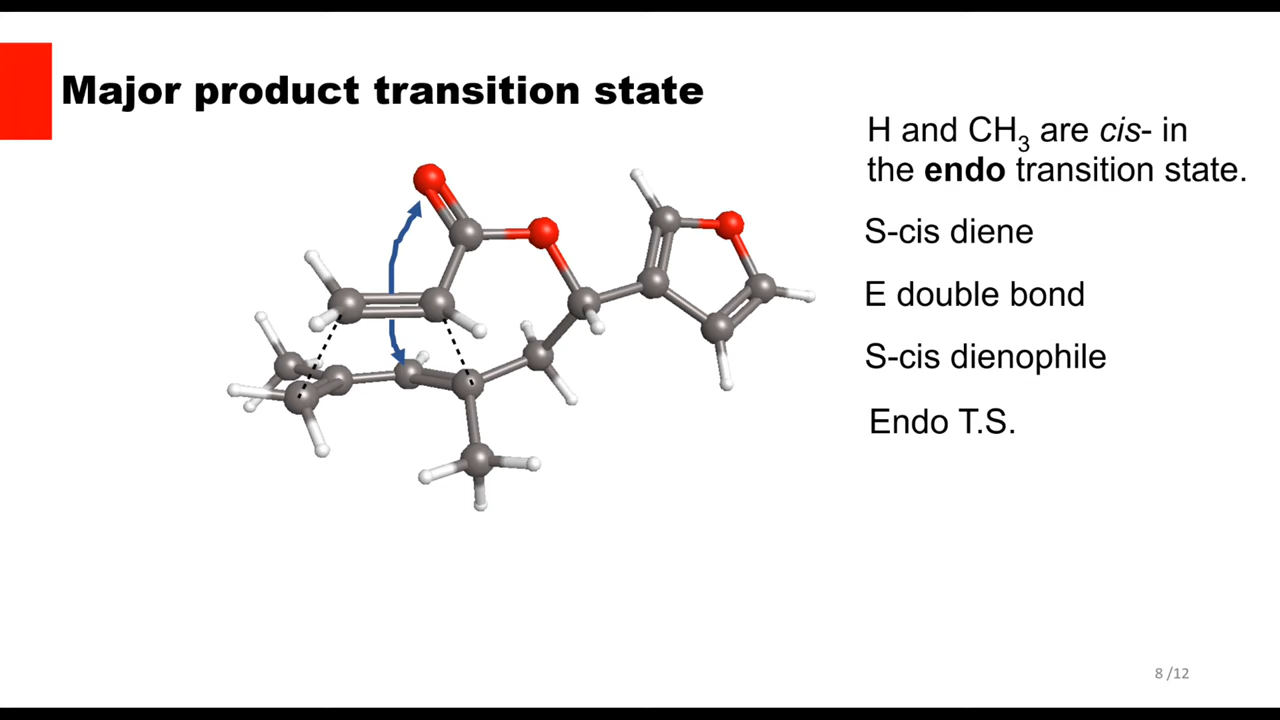 Major product transition state
H and CH₃ are cis- in
the endo transition state.
S-cis diene
E double bond
S-cis dienophile
Endo T.S.
8 /12